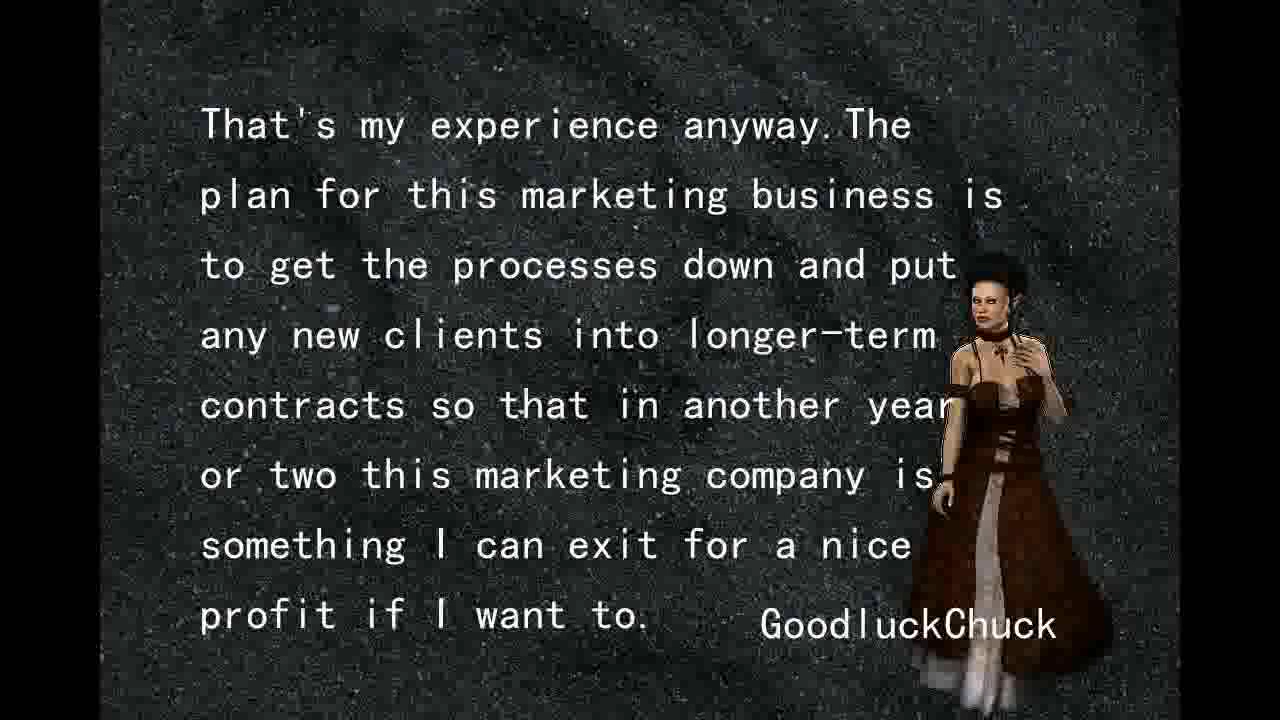 That's my experience anyway.The
plan for this marketing business is
to get the processes down and put
any new clients into longer-term
contracts so that in another year
or two this marketing company is
something I can exit for a nice
profit if I want to.
GoodluckChuck